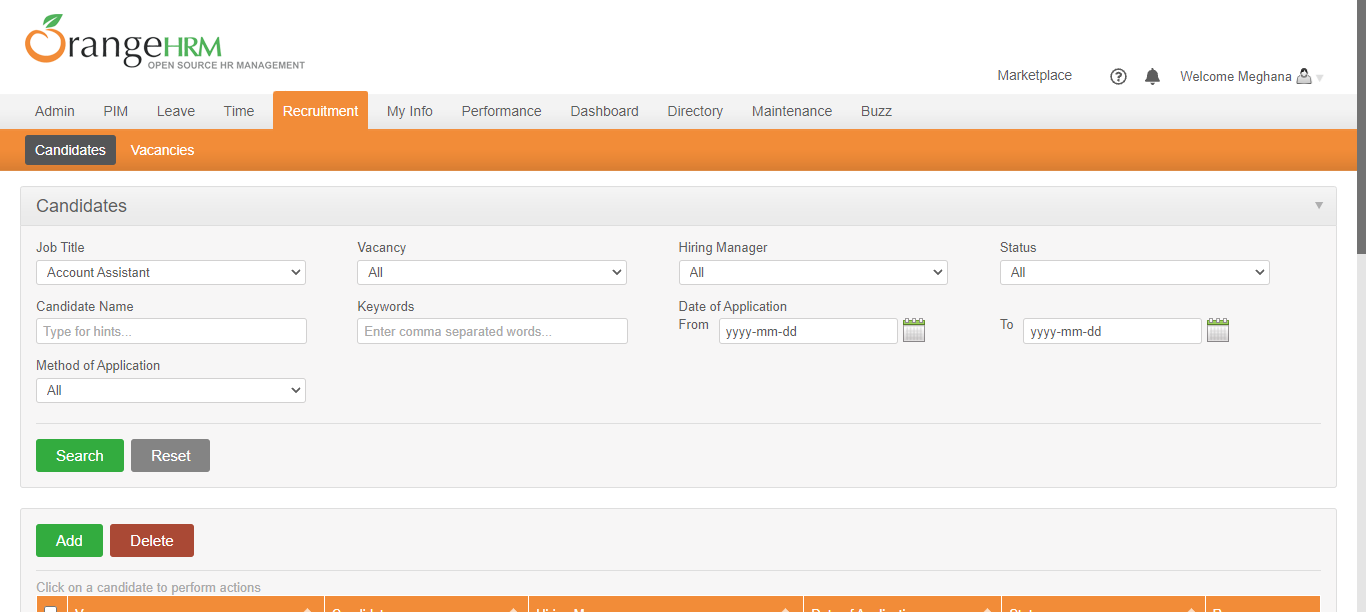 OrangeHRM
OPEN SOURCE HR MANAGEMENT
Marketplace
Welcome Meghana
Admin PIM Leave Time Recruitment My Info Performance Dashboard Directory Maintenance Buzz
Candidates Vacancies
Candidates
Job Title Vacancy Hiring Manager Status
Account Assistant All All All
Candidate Name Keywords Date of Application
Type for hints... Enter comma separated words... From yyyy-mm-dd To yyyy-mm-dd
Method of Application
All
Search Reset
Add Delete
Click on a candidate to perform actions